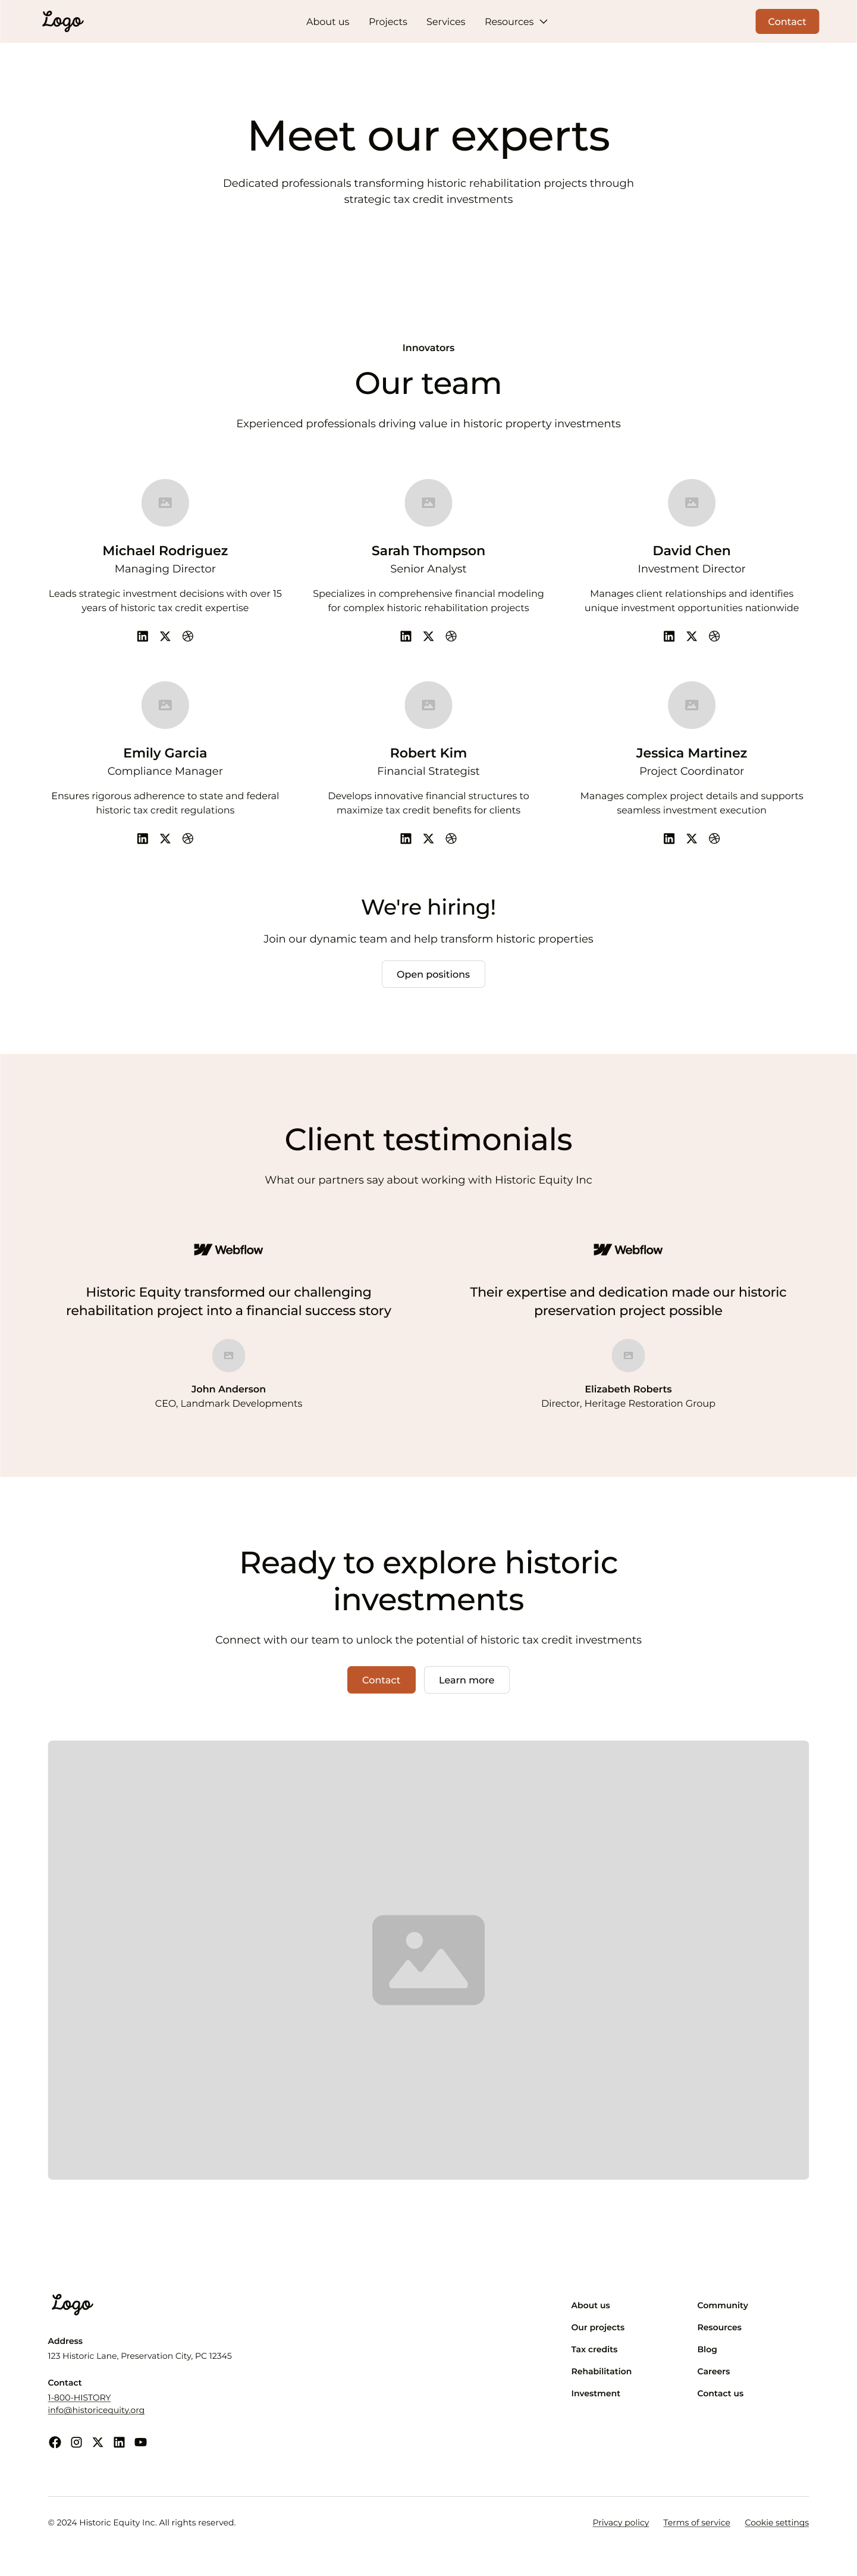 Logo
About us
Projects
Services
Resources
Contact
Meet our experts
Dedicated professionals transforming historic rehabilitation projects through
strategic tax credit investments
Innovators
Our team
Experienced professionals driving value in historic property investments
Michael Rodriguez
Managing Director
Leads strategic investment decisions with over 15
years of historic tax credit expertise
Sarah Thompson
Senior Analyst
Specializes in comprehensive financial modeling
for complex historic rehabilitation projects
David Chen
Investment Director
Manages client relationships and identifies
unique investment opportunities nationwide
Emily Garcia
Compliance Manager
Ensures rigorous adherence to state and federal
historic tax credit regulations
Robert Kim
Financial Strategist
Develops innovative financial structures to
maximize tax credit benefits for clients
Jessica Martinez
Project Coordinator
Manages complex project details and supports
seamless investment execution
We're hiring!
Join our dynamic team and help transform historic properties
Open positions
Client testimonials
What our partners say about working with Historic Equity Inc
Webflow
Historic Equity transformed our challenging
rehabilitation project into a financial success story
John Anderson
CEO, Landmark Developments
Webflow
Their expertise and dedication made our historic
preservation project possible
Elizabeth Roberts
Director, Heritage Restoration Group
Ready to explore historic
investments
Connect with our team to unlock the potential of historic tax credit investments
Contact
Learn more
Logo
Address
123 Historic Lane, Preservation City, PC 12345
Contact
1-800-HISTORY
info@historicequity.org
About us
Our projects
Tax credits
Rehabilitation
Investment
Community
Resources
Blog
Careers
Contact us
© 2024 Historic Equity Inc. All rights reserved.
Privacy policy
Terms of service
Cookie settings